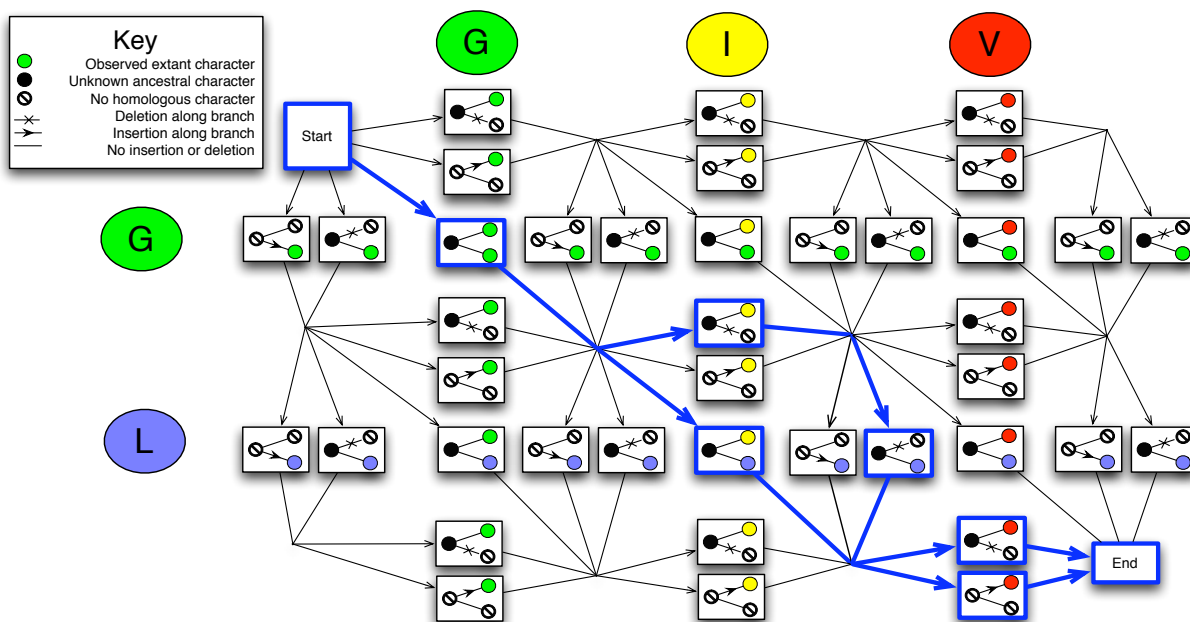 Key
Observed extant character
Unknown ancestral character
No homologous character
Deletion along branch
Insertion along branch
No insertion or deletion
G
I
V
Start
G
L
End